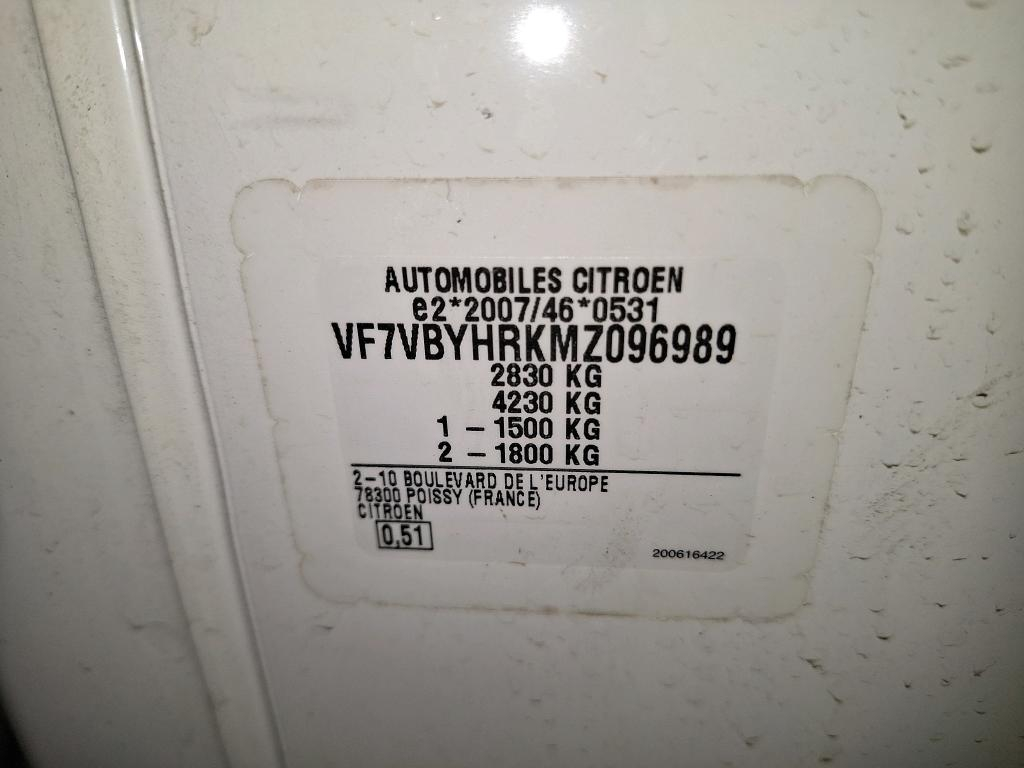 AUTOMOBILES CITROEN
e2*2007/46*0531
VF7VBYHRKMZ096989
2830 KG
4230 KG
1 – 1500 KG
2 – 1800 KG
2–10 BOULEVARD DE L'EUROPE
78300 POISSY (FRANCE)
CITROEN
0,51
200616422